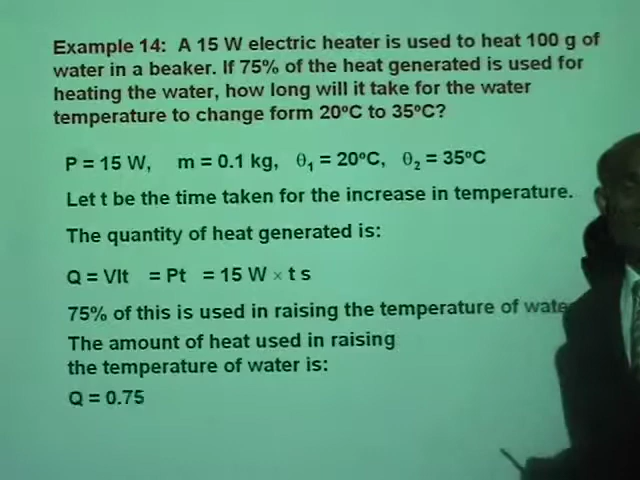 Example 14: A 15 W electric heater is used to heat 100 g of
water in a beaker. If 75% of the heat generated is used for
heating the water, how long will it take for the water
temperature to change form 20ºC to 35ºC?
P = 15 W, m = 0.1 kg, θ₁ = 20ºC, θ₂ = 35ºC
Let t be the time taken for the increase in temperature.
The quantity of heat generated is:
Q = VIt = Pt = 15 W × t s
75% of this is used in raising the temperature of wate
The amount of heat used in raising
the temperature of water is:
Q = 0.75